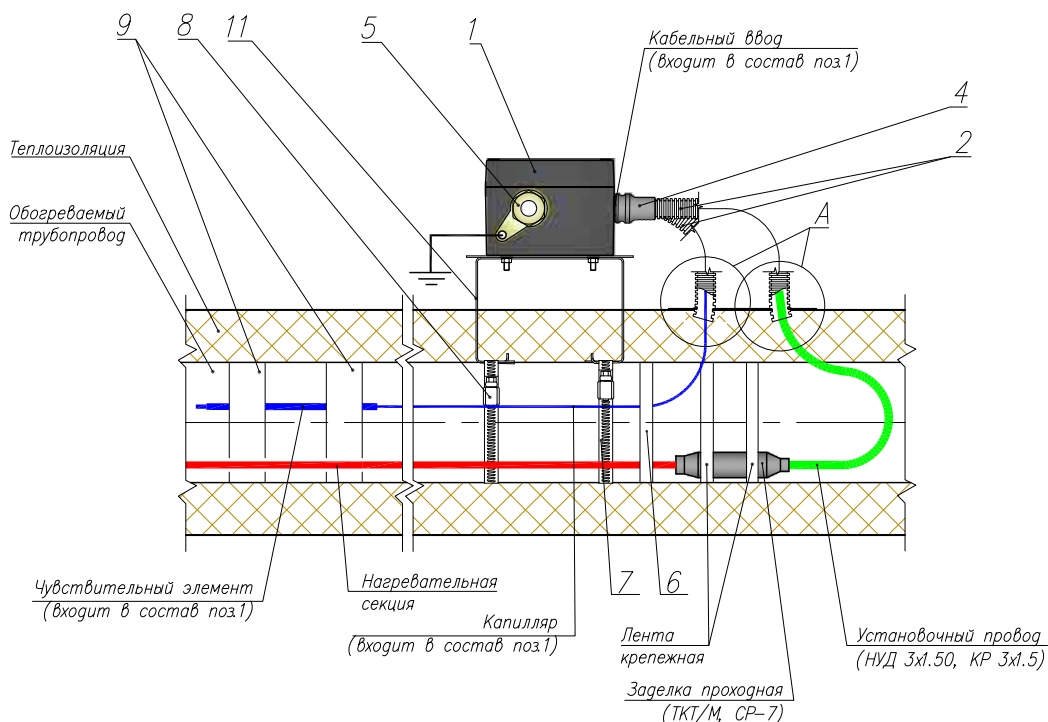 9
8
11
5
1
Кабельный ввод
(входит в состав поз.1)
4
2
Теплоизоляция
А
Обогреваемый
трубопровод
Чувствительный элемент
(входит в состав поз.1)
Нагревательная
секция
Капилляр
(входит в состав поз.1)
7
6
Лента
крепежная
Установочный провод
(НУД 3х1.50, КР 3х1.5)
Заделка проходная
(ТКТ/М, СР-7)